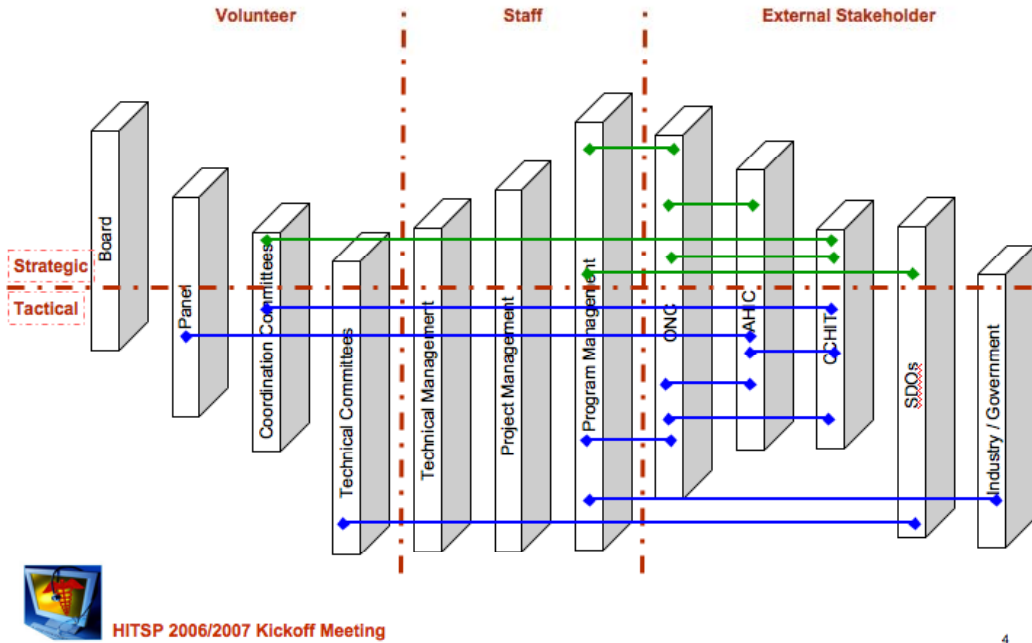 Volunteer
Staff
External Stakeholder
Strategic
Tactical
Board
Panel
Coordination Committees
Technical Committees
Technical Management
Project Management
Program Management
ONC
AHIC
CCHIT
SDOs
Industry / Government
HITSP 2006/2007 Kickoff Meeting
4